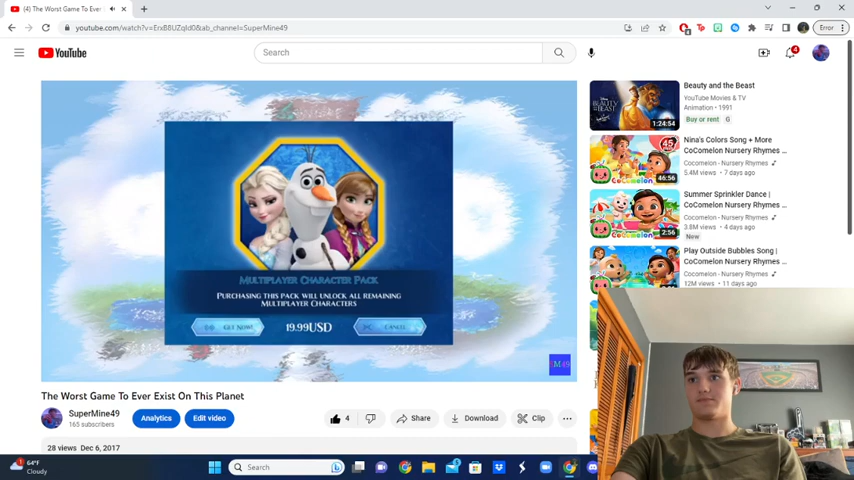 (4) The Worst Game To Ever
youtube.com/watch?v=ErxB8UZqId0&ab_channel=SuperMine49
Error
YouTube
Search
4
MULTIPLAYER CHARACTER PACK
PURCHASING THIS PACK WILL UNLOCK ALL REMAINING
MULTIPLAYER CHARACTERS
GET NOW!
19.99USD
CANCEL
SM49
The Worst Game To Ever Exist On This Planet
SuperMine49
165 subscribers
Analytics
Edit video
4
Share
Download
Clip
28 views Dec 6, 2017
Beauty and the Beast
YouTube Movies & TV
Animation • 1991
Buy or rent G
1:24:54
Nina's Colors Song + More
CoComelon Nursery Rhymes ...
Cocomelon - Nursery Rhymes
5.4M views • 7 days ago
46:56
Summer Sprinkler Dance |
CoComelon Nursery Rhymes ...
Cocomelon - Nursery Rhymes
3.8M views • 4 days ago
New
2:56
Play Outside Bubbles Song |
CoComelon Nursery Rhymes ...
Cocomelon - Nursery Rhymes
12M views • 11 days ago
64°F
Cloudy
Search